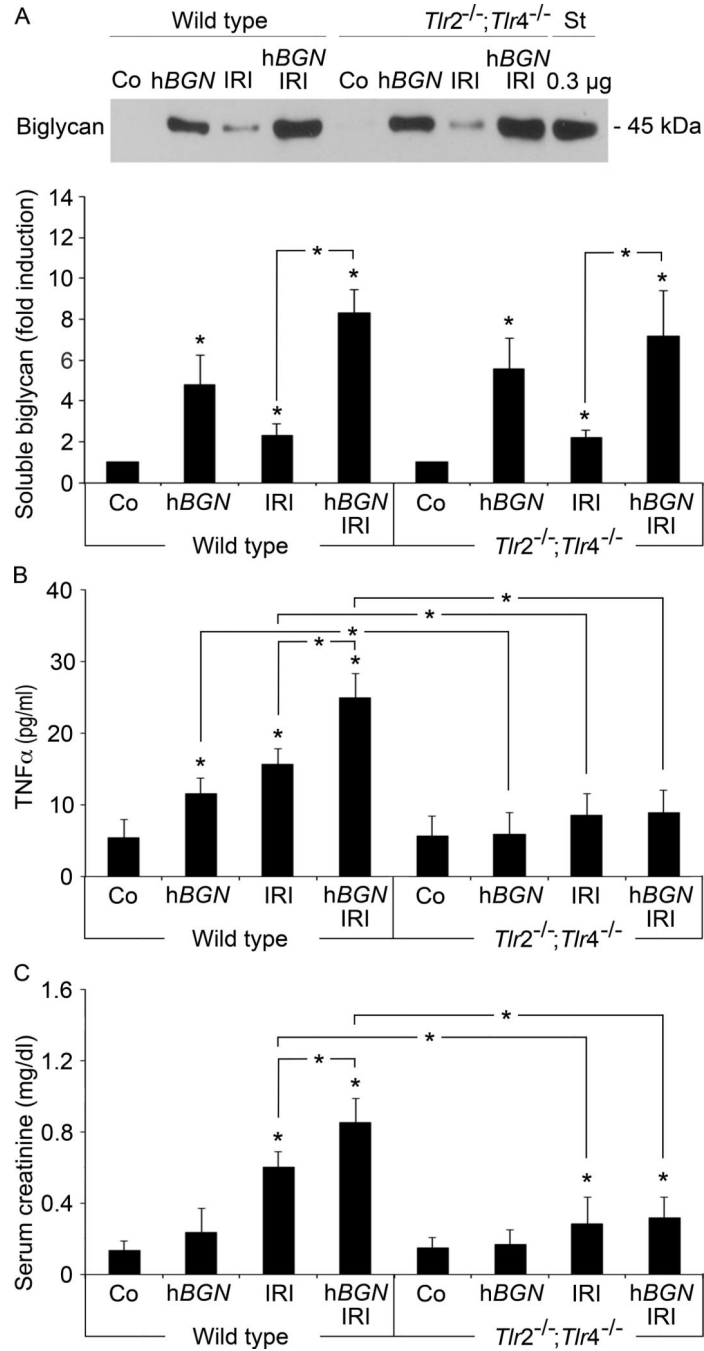 A
Wild type Tlr2-/-;Tlr4-/- St
Co hBGN IRI hBGN IRI Co hBGN IRI hBGN IRI 0.3 µg
Biglycan - 45 kDa
Soluble biglycan (fold induction)
14
12
10
8
6
4
2
0
* * * * * * * *
Co hBGN IRI hBGN IRI Co hBGN IRI hBGN IRI
Wild type Tlr2-/-;Tlr4-/-
B
TNFα (pg/ml)
40
30
20
10
0
* * * * * * *
Co hBGN IRI hBGN IRI Co hBGN IRI hBGN IRI
Wild type Tlr2-/-;Tlr4-/-
C
Serum creatinine (mg/dl)
1.6
1.2
0.8
0.4
0
* * * * * * *
Co hBGN IRI hBGN IRI Co hBGN IRI hBGN IRI
Wild type Tlr2-/-;Tlr4-/-